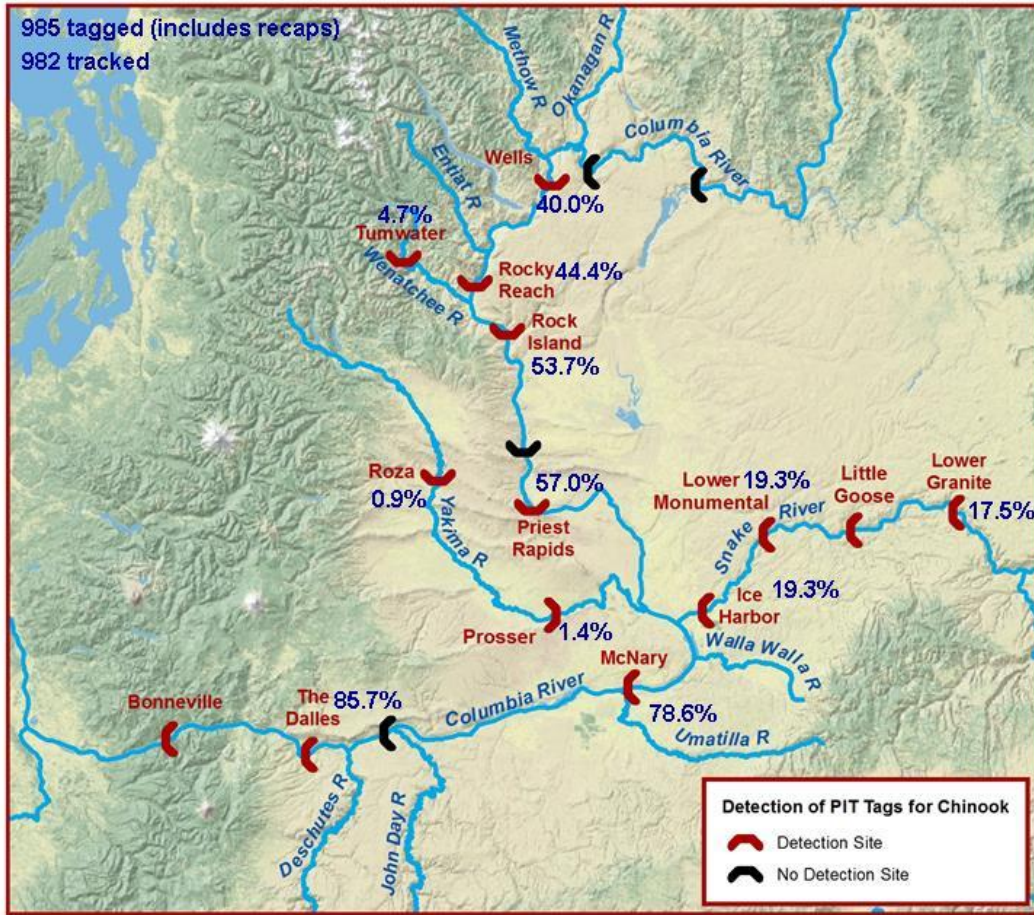 985 tagged (includes recaps)
982 tracked
Methow R
Okanagan R
Columbia River
Entiat R
Wells
40.0%
4.7%
Tumwater
Wenatchee R
Rocky
Reach
44.4%
Rock
Island
53.7%
Roza
0.9%
Yakima R
57.0%
Priest
Rapids
Lower
Monumental
19.3%
Snake River
Little
Goose
Lower
Granite
17.5%
Ice
Harbor
19.3%
Prosser
1.4%
McNary
78.6%
Walla Walla R
Umatilla R
Bonneville
The
Dalles
85.7%
Columbia River
Deschutes R
John Day R
Detection of PIT Tags for Chinook
Detection Site
No Detection Site